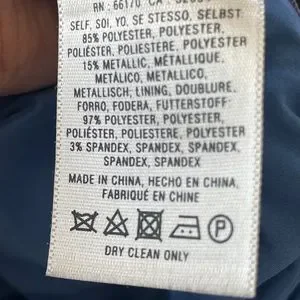 RN : 66170 CA :
SELF, SOI, YO, SE STESSO, SELBST
85% POLYESTER, POLYESTER,
POLIÉSTER, POLIESTERE, POLYESTER
15% METALLIC, MÉTALLIQUE,
METÁLICO, METALLICO,
METALLISCH; LINING, DOUBLURE,
FORRO, FODERA, FUTTERSTOFF
97% POLYESTER, POLYESTER,
POLIÉSTER, POLIESTERE, POLYESTER
3% SPANDEX, SPANDEX, SPANDEX,
SPANDEX, SPANDEX
MADE IN CHINA, HECHO EN CHINA,
FABRIQUÉ EN CHINE
P
DRY CLEAN ONLY